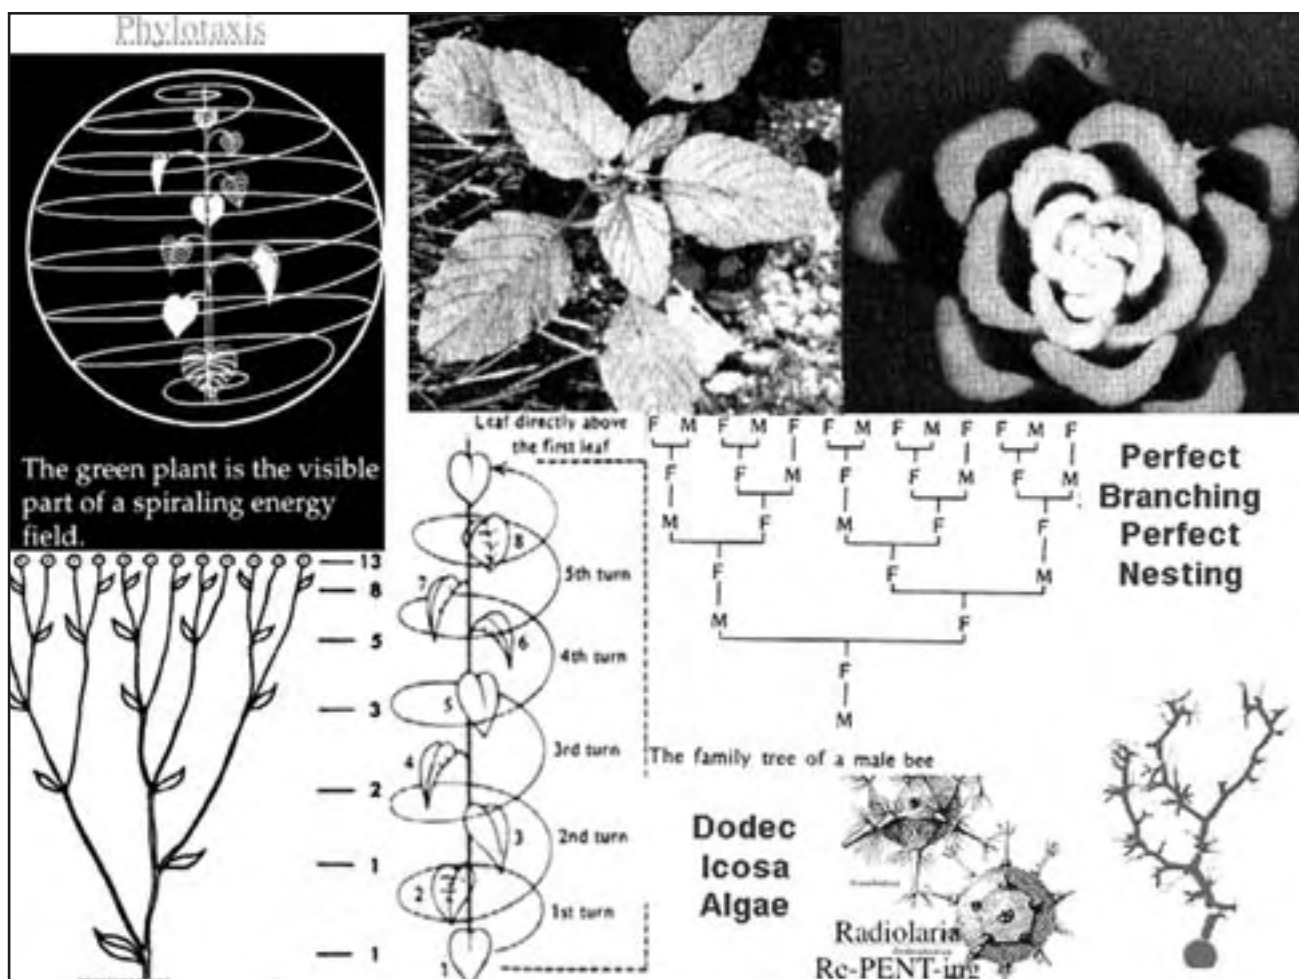 Phylotaxis
The green plant is the visible
part of a spiraling energy
field.
13
8
5
3
2
1
1
Leaf directly above
the first leaf
8
7
5th turn
6
4th turn
5
3rd turn
4
3
2nd turn
2
1st turn
1
F M F M F F M F M F F M F
F F M F F M F M
M F M F F
F F M
M F
F
M
The family tree of a male bee
Perfect
Branching
Perfect
Nesting
Dodec
Icosa
Algae
Radiolaria
Re-PENT-ing